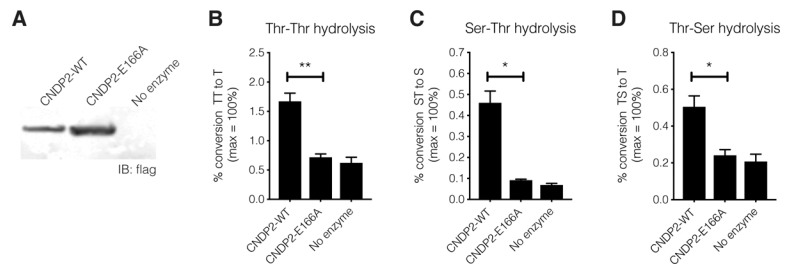 A
CNDP2-WT
CNDP2-E166A
No enzyme
IB: flag
B
Thr-Thr hydrolysis
% conversion TT to T
(max = 100%)
2.0
1.5
1.0
0.5
0.0
**
CNDP2-WT
CNDP2-E166A
No enzyme
C
Ser-Thr hydrolysis
% conversion ST to S
(max = 100%)
0.7
0.6
0.5
0.4
0.3
0.2
0.1
0.0
*
CNDP2-WT
CNDP2-E166A
No enzyme
D
Thr-Ser hydrolysis
% conversion TS to T
(max = 100%)
0.8
0.6
0.4
0.2
0.0
*
CNDP2-WT
CNDP2-E166A
No enzyme